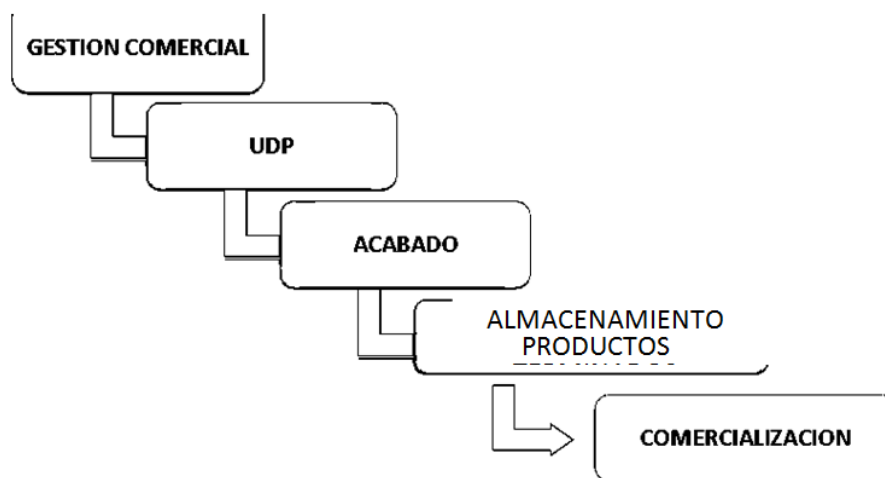 GESTION COMERCIAL
UDP
ACABADO
ALMACENAMIENTO
PRODUCTOS
COMERCIALIZACION